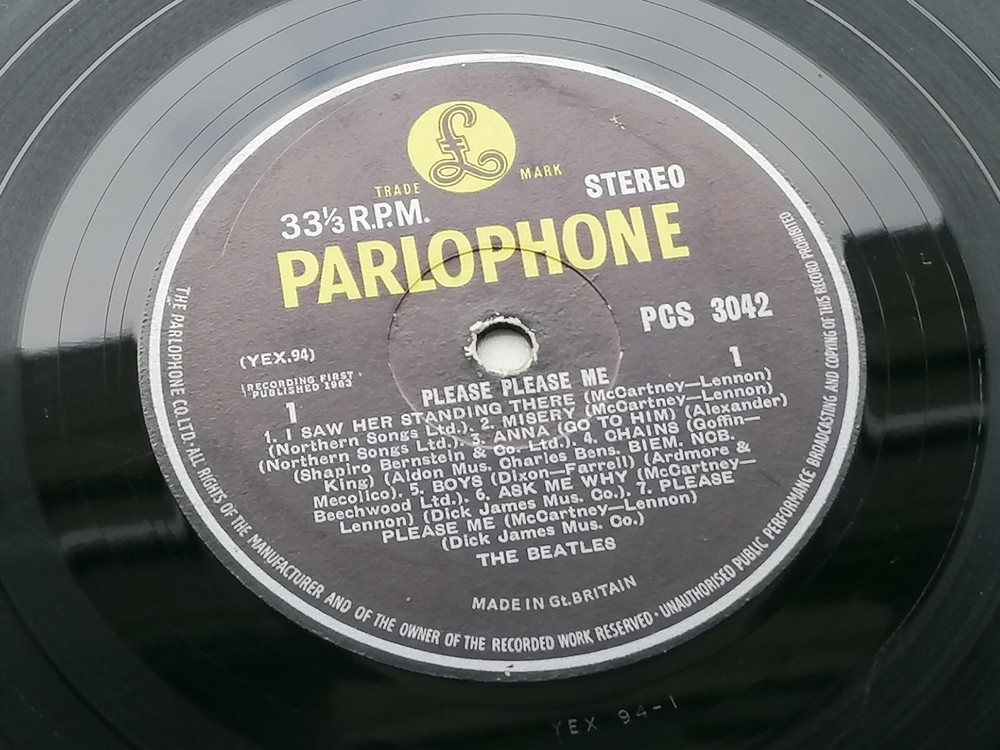 £
TRADE MARK
33⅓ R.P.M. STEREO
PARLOPHONE
PCS 3042
(YEX.94) 1
RECORDING FIRST
PUBLISHED 1963
1
PLEASE PLEASE ME
1. I SAW HER STANDING THERE (McCartney—Lennon)
(Northern Songs Ltd.). 2. MISERY (McCartney—Lennon)
(Northern Songs Ltd.). 3. ANNA (GO TO HIM) (Alexander)
(Shapiro Bernstein & Co. Ltd.). 4. CHAINS (Goffin—
King) (Aldon Mus. Charles Bens. BIEM. NCB.
Mecolico). 5. BOYS (Dixon—Farrell) (Ardmore &
Beechwood Ltd.). 6. ASK ME WHY (McCartney—
Lennon) (Dick James Mus. Co.). 7. PLEASE
PLEASE ME (McCartney—Lennon)
(Dick James Mus. Co.)
THE BEATLES
MADE IN Gt. BRITAIN
THE PARLOPHONE CO. LTD · ALL RIGHTS OF THE MANUFACTURER AND OF THE OWNER OF THE RECORDED WORK RESERVED · UNAUTHORISED PUBLIC PERFORMANCE BROADCASTING AND COPYING OF THIS RECORD PROHIBITED
YEX 94-1